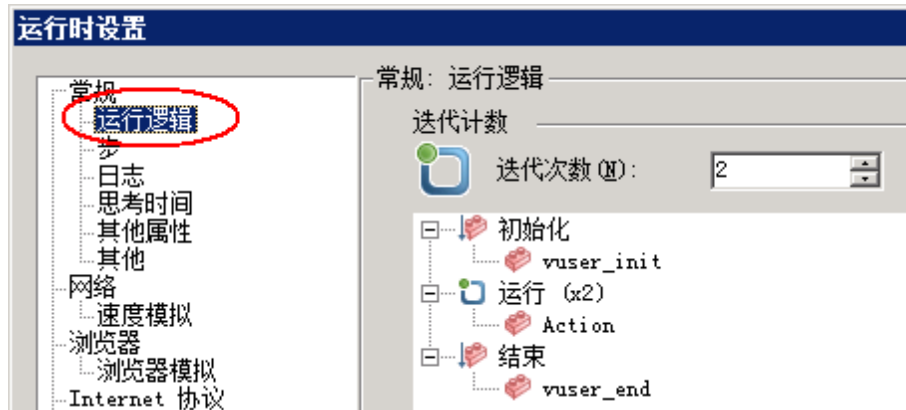 运行时设置
常规
运行逻辑
步
日志
思考时间
其他属性
其他
网络
速度模拟
浏览器
浏览器模拟
Internet 协议
常规: 运行逻辑
迭代计数
迭代次数(N): 2
初始化
vuser_init
运行 (x2)
Action
结束
vuser_end